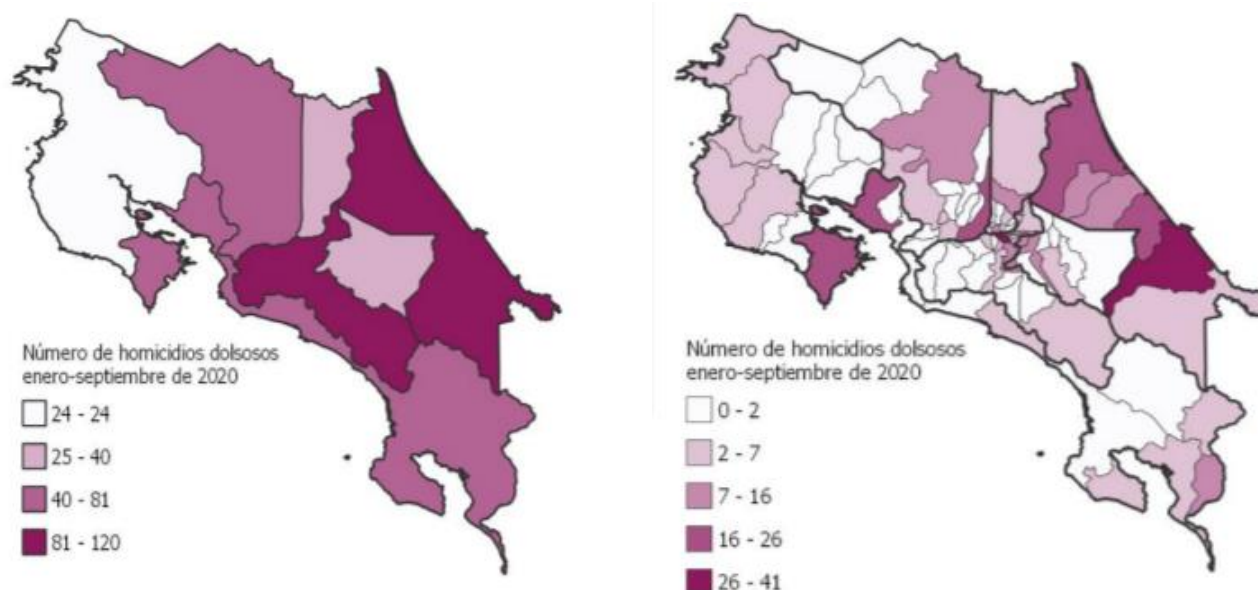 Número de homicidios dolsosos
enero-septiembre de 2020
24 - 24
25 - 40
40 - 81
81 - 120
Número de homicidios dolsosos
enero-septiembre de 2020
0 - 2
2 - 7
7 - 16
16 - 26
26 - 41